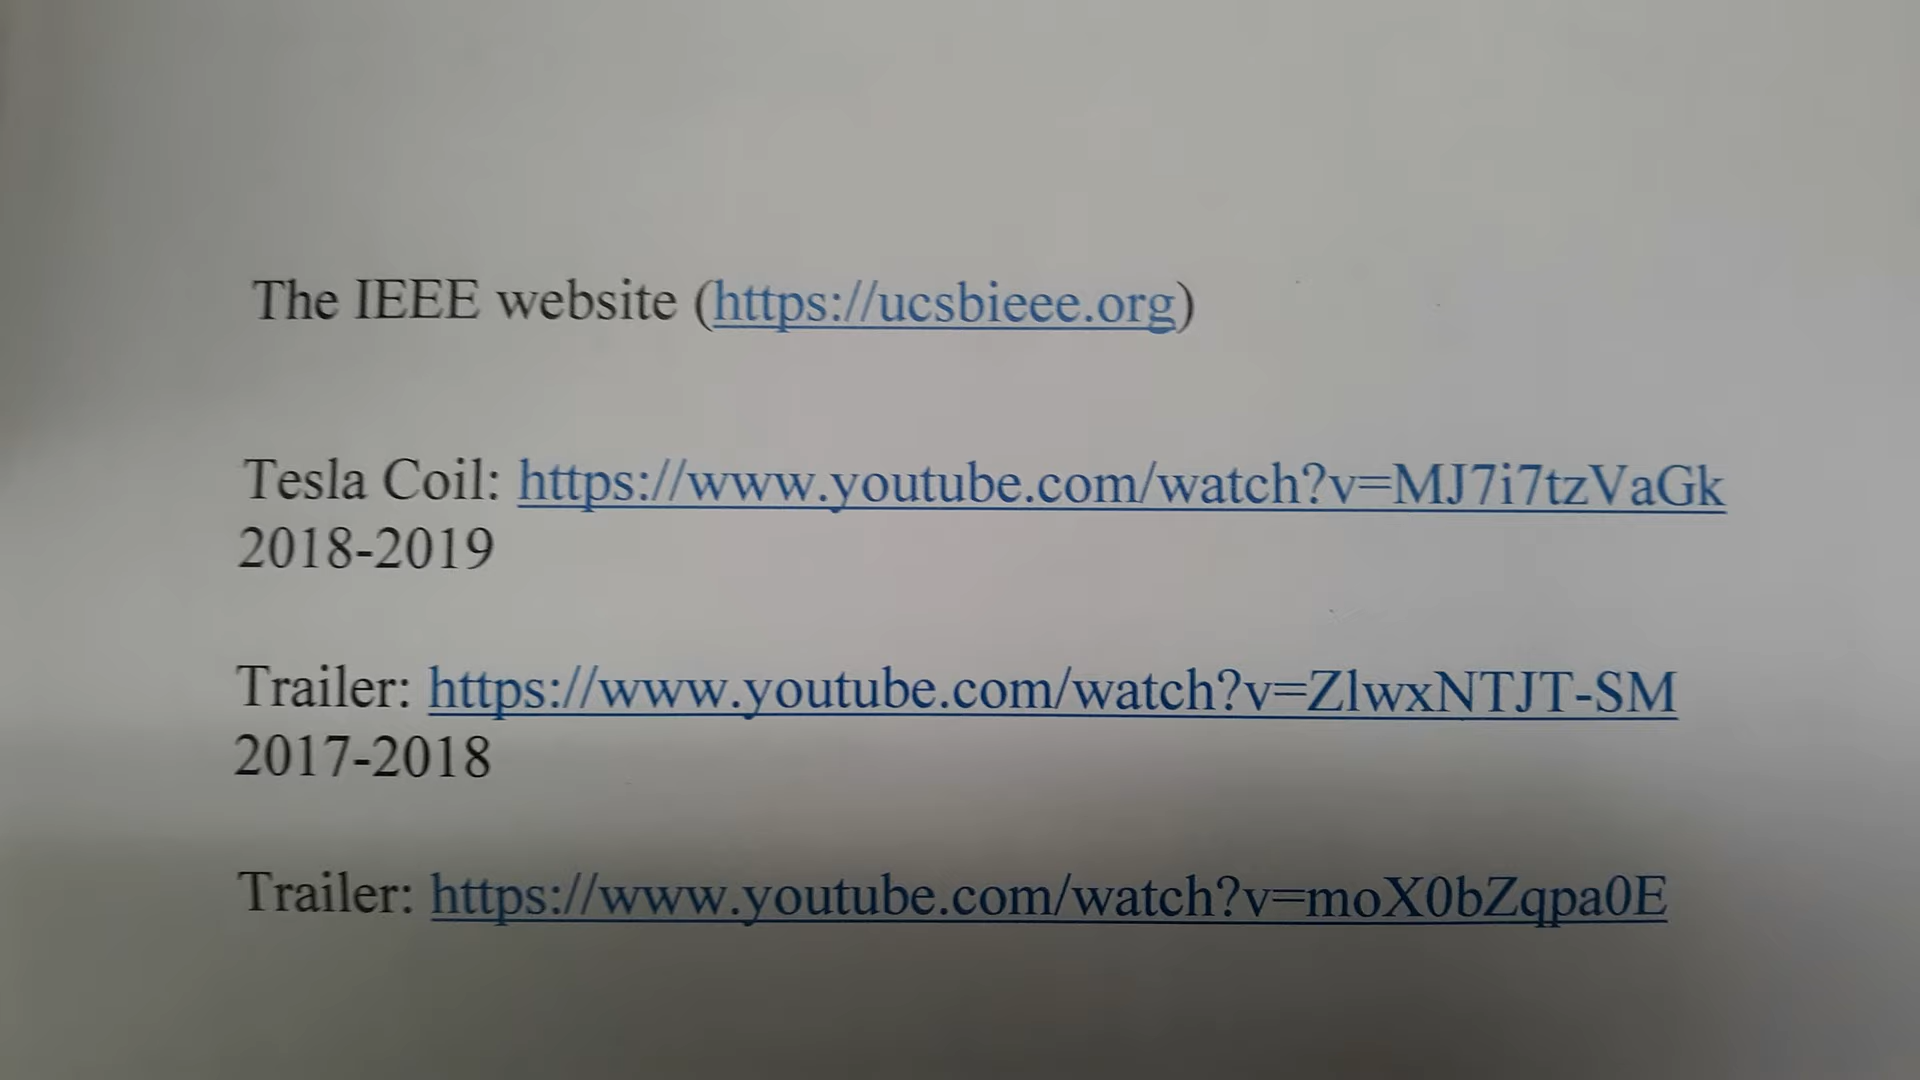 The IEEE website (https://ucsbieee.org)
Tesla Coil: https://www.youtube.com/watch?v=MJ7i7tzVaGk
2018-2019
Trailer: https://www.youtube.com/watch?v=ZlwxNTJT-SM
2017-2018
Trailer: https://www.youtube.com/watch?v=moX0bZqpa0E